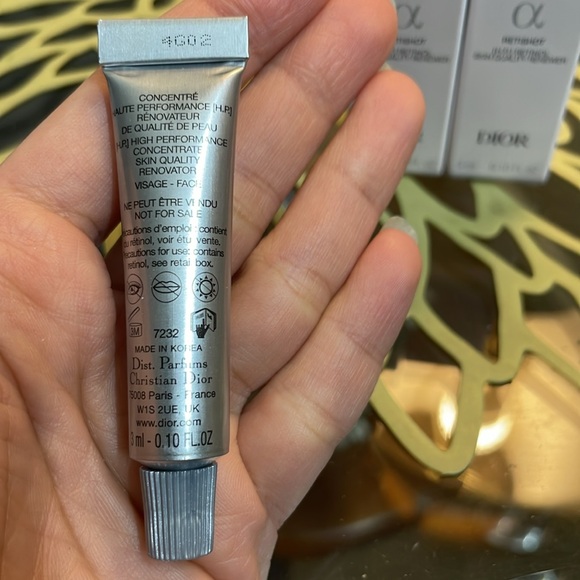 4G02
CONCENTRÉ
HAUTE PERFORMANCE [H.P.]
RÉNOVATEUR
DE QUALITÉ DE PEAU
[H.P.] HIGH PERFORMANCE
CONCENTRATE
SKIN QUALITY
RENOVATOR
VISAGE - FACE
NE PEUT ÊTRE VENDU
NOT FOR SALE
Précautions d'emploi: contient
du rétinol, voir étui vente.
Precautions for use: contains
retinol, see retail box.
3M
7232
MADE IN KOREA
Dist. Parfums
Christian Dior
75008 Paris - France
W1S 2UE, UK
www.dior.com
3 ml - 0.10 FL.OZ
α
α
DIOR